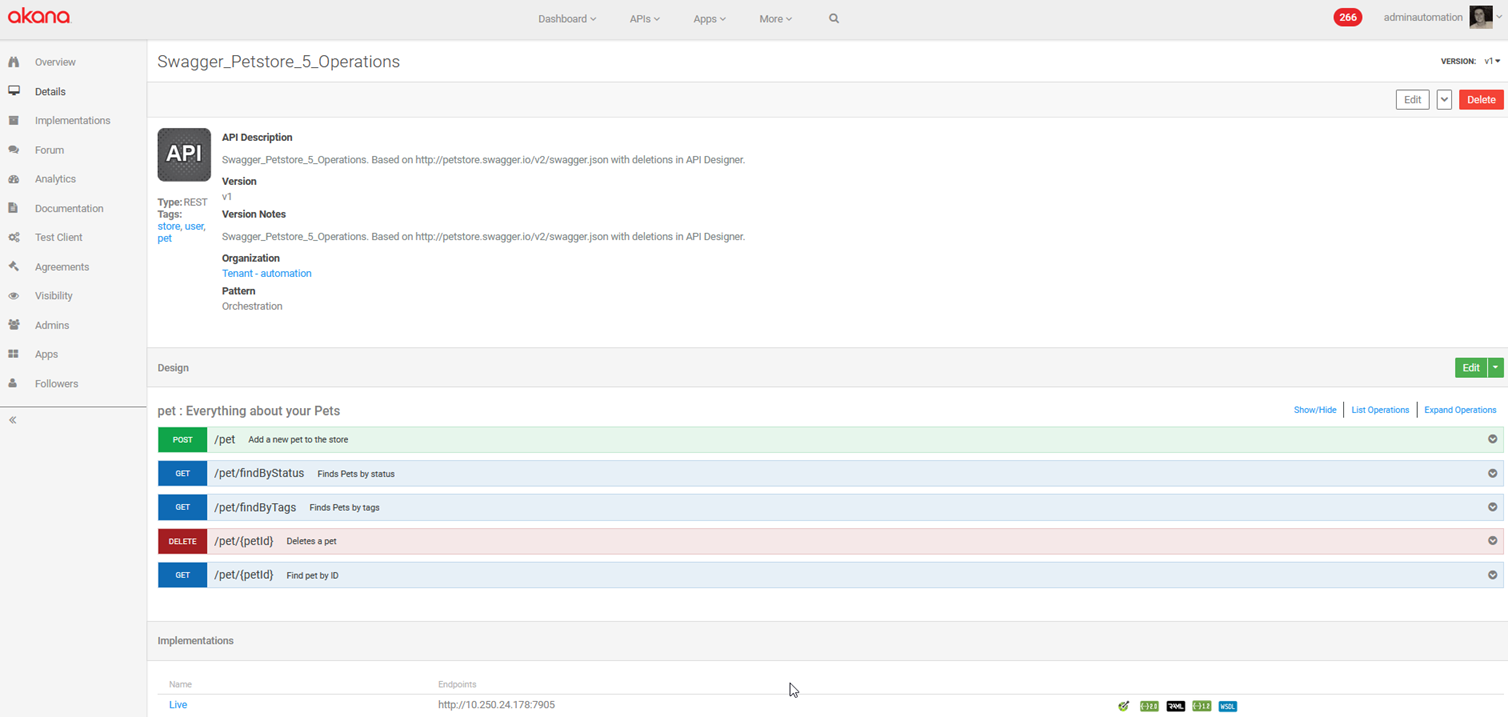 akana
Dashboard
APIs
Apps
More
266
adminautomation
Overview
Details
Implementations
Forum
Analytics
Documentation
Test Client
Agreements
Visibility
Admins
Apps
Followers
Swagger_Petstore_5_Operations
VERSION: v1
Edit
Delete
API
Type: REST
Tags:
store, user,
pet
API Description
Swagger_Petstore_5_Operations. Based on http://petstore.swagger.io/v2/swagger.json with deletions in API Designer.
Version
v1
Version Notes
Swagger_Petstore_5_Operations. Based on http://petstore.swagger.io/v2/swagger.json with deletions in API Designer.
Organization
Tenant - automation
Pattern
Orchestration
Design
Edit
pet : Everything about your Pets
Show/Hide
List Operations
Expand Operations
POST /pet Add a new pet to the store
GET /pet/findByStatus Finds Pets by status
GET /pet/findByTags Finds Pets by tags
DELETE /pet/{petId} Deletes a pet
GET /pet/{petId} Find pet by ID
Implementations
Name Endpoints
Live http://10.250.24.178:7905
{-}2.0 RAML {-}1.2 WSDL